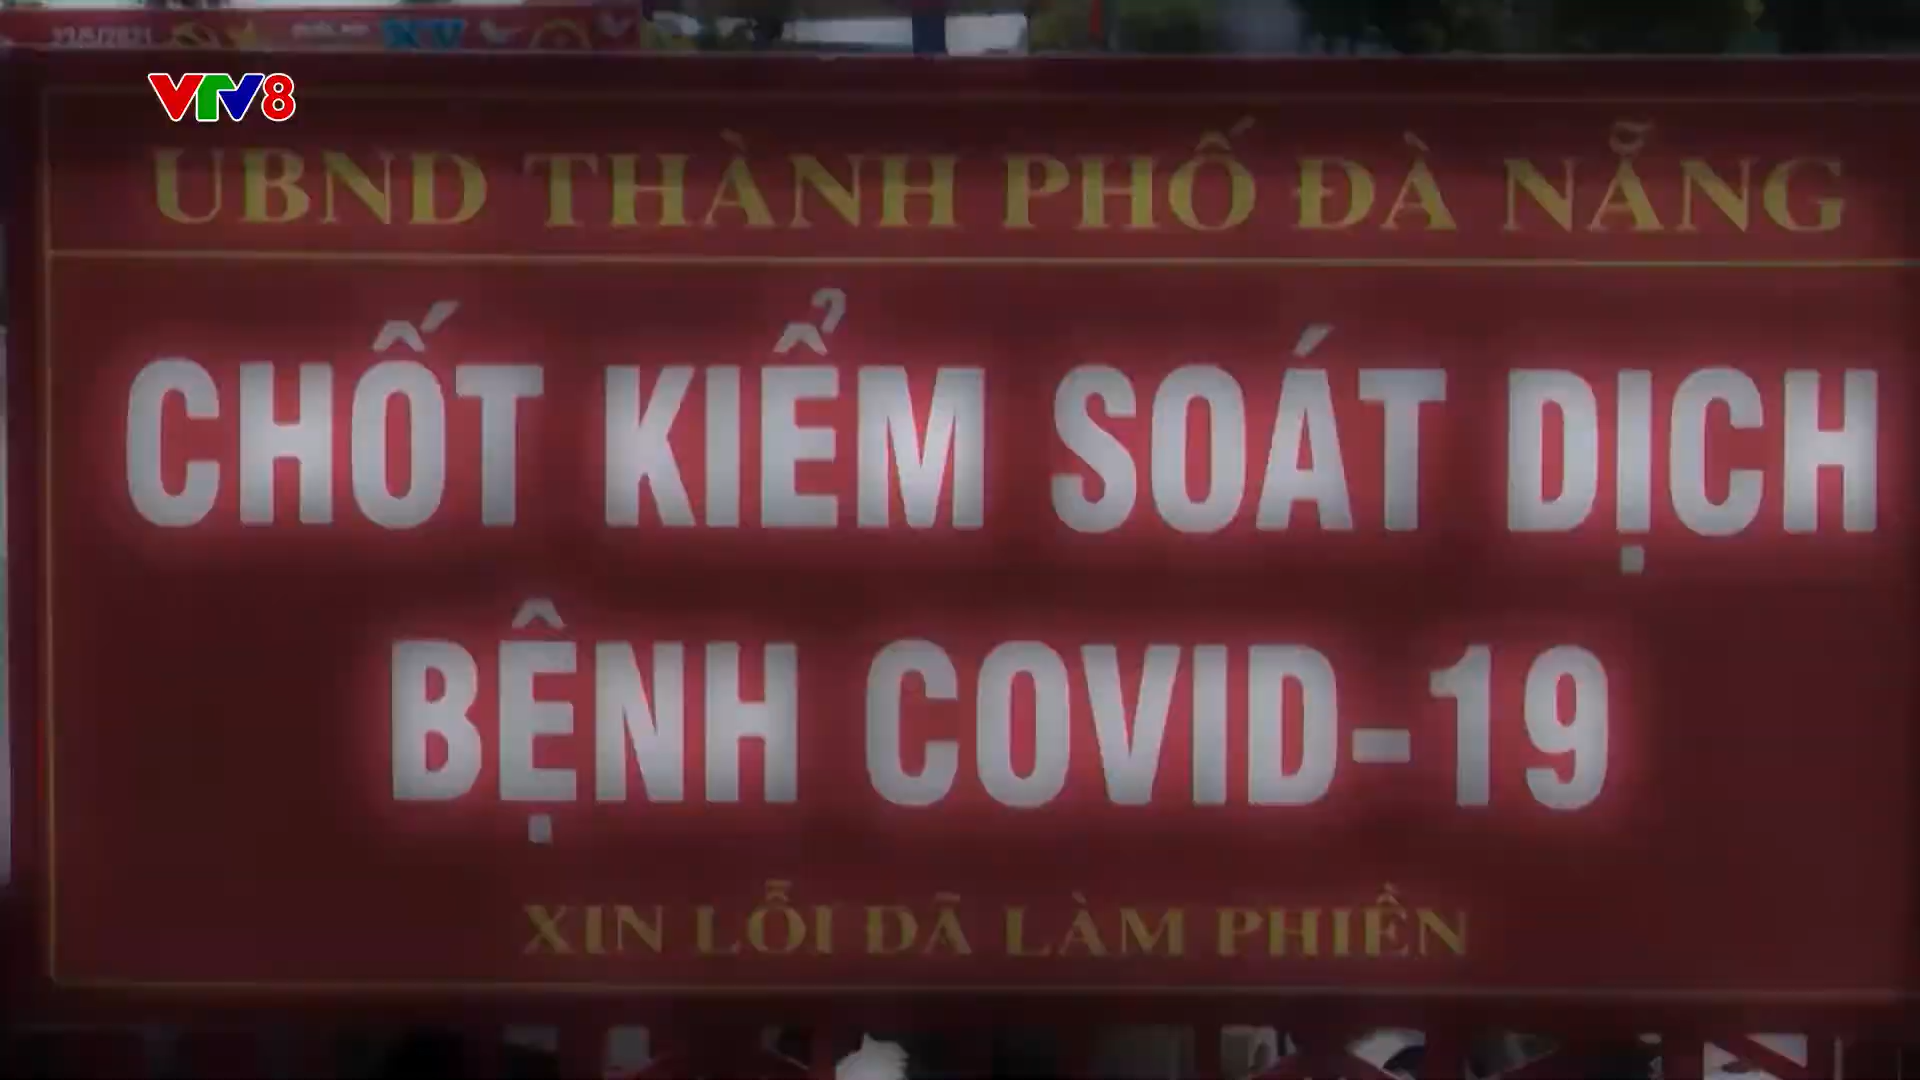 VTV8
UBND THÀNH PHỐ ĐÀ NẴNG
CHỐT KIỂM SOÁT DỊCH
BỆNH COVID-19
XIN LỖI ĐÃ LÀM PHIỀN